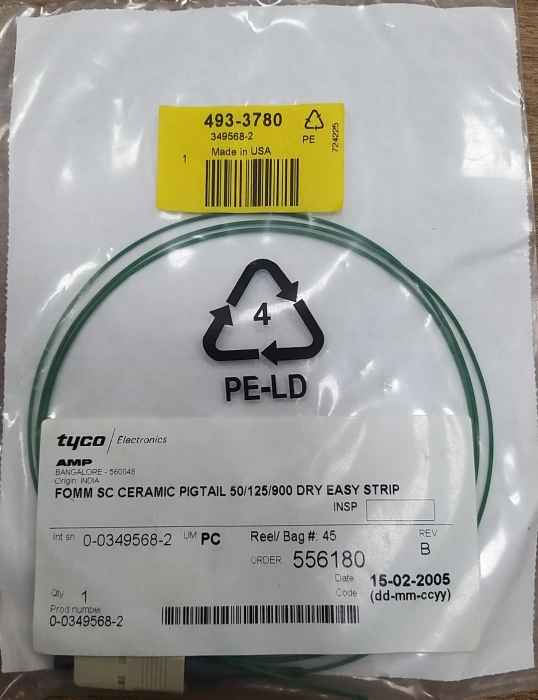 493-3780
349568-2
PE
724225
1
Made in USA
4
PE-LD
tyco / Electronics
AMP
BANGALORE - 560048
Origin: INDIA
FOMM SC CERAMIC PIGTAIL 50/125/900 DRY EASY STRIP
INSP
Int sn 0-0349568-2 UM PC Reel/ Bag #: 45 REV
ORDER 556180 B
Date 15-02-2005
Qty 1 Code (dd-mm-ccyy)
Prod number
0-0349568-2